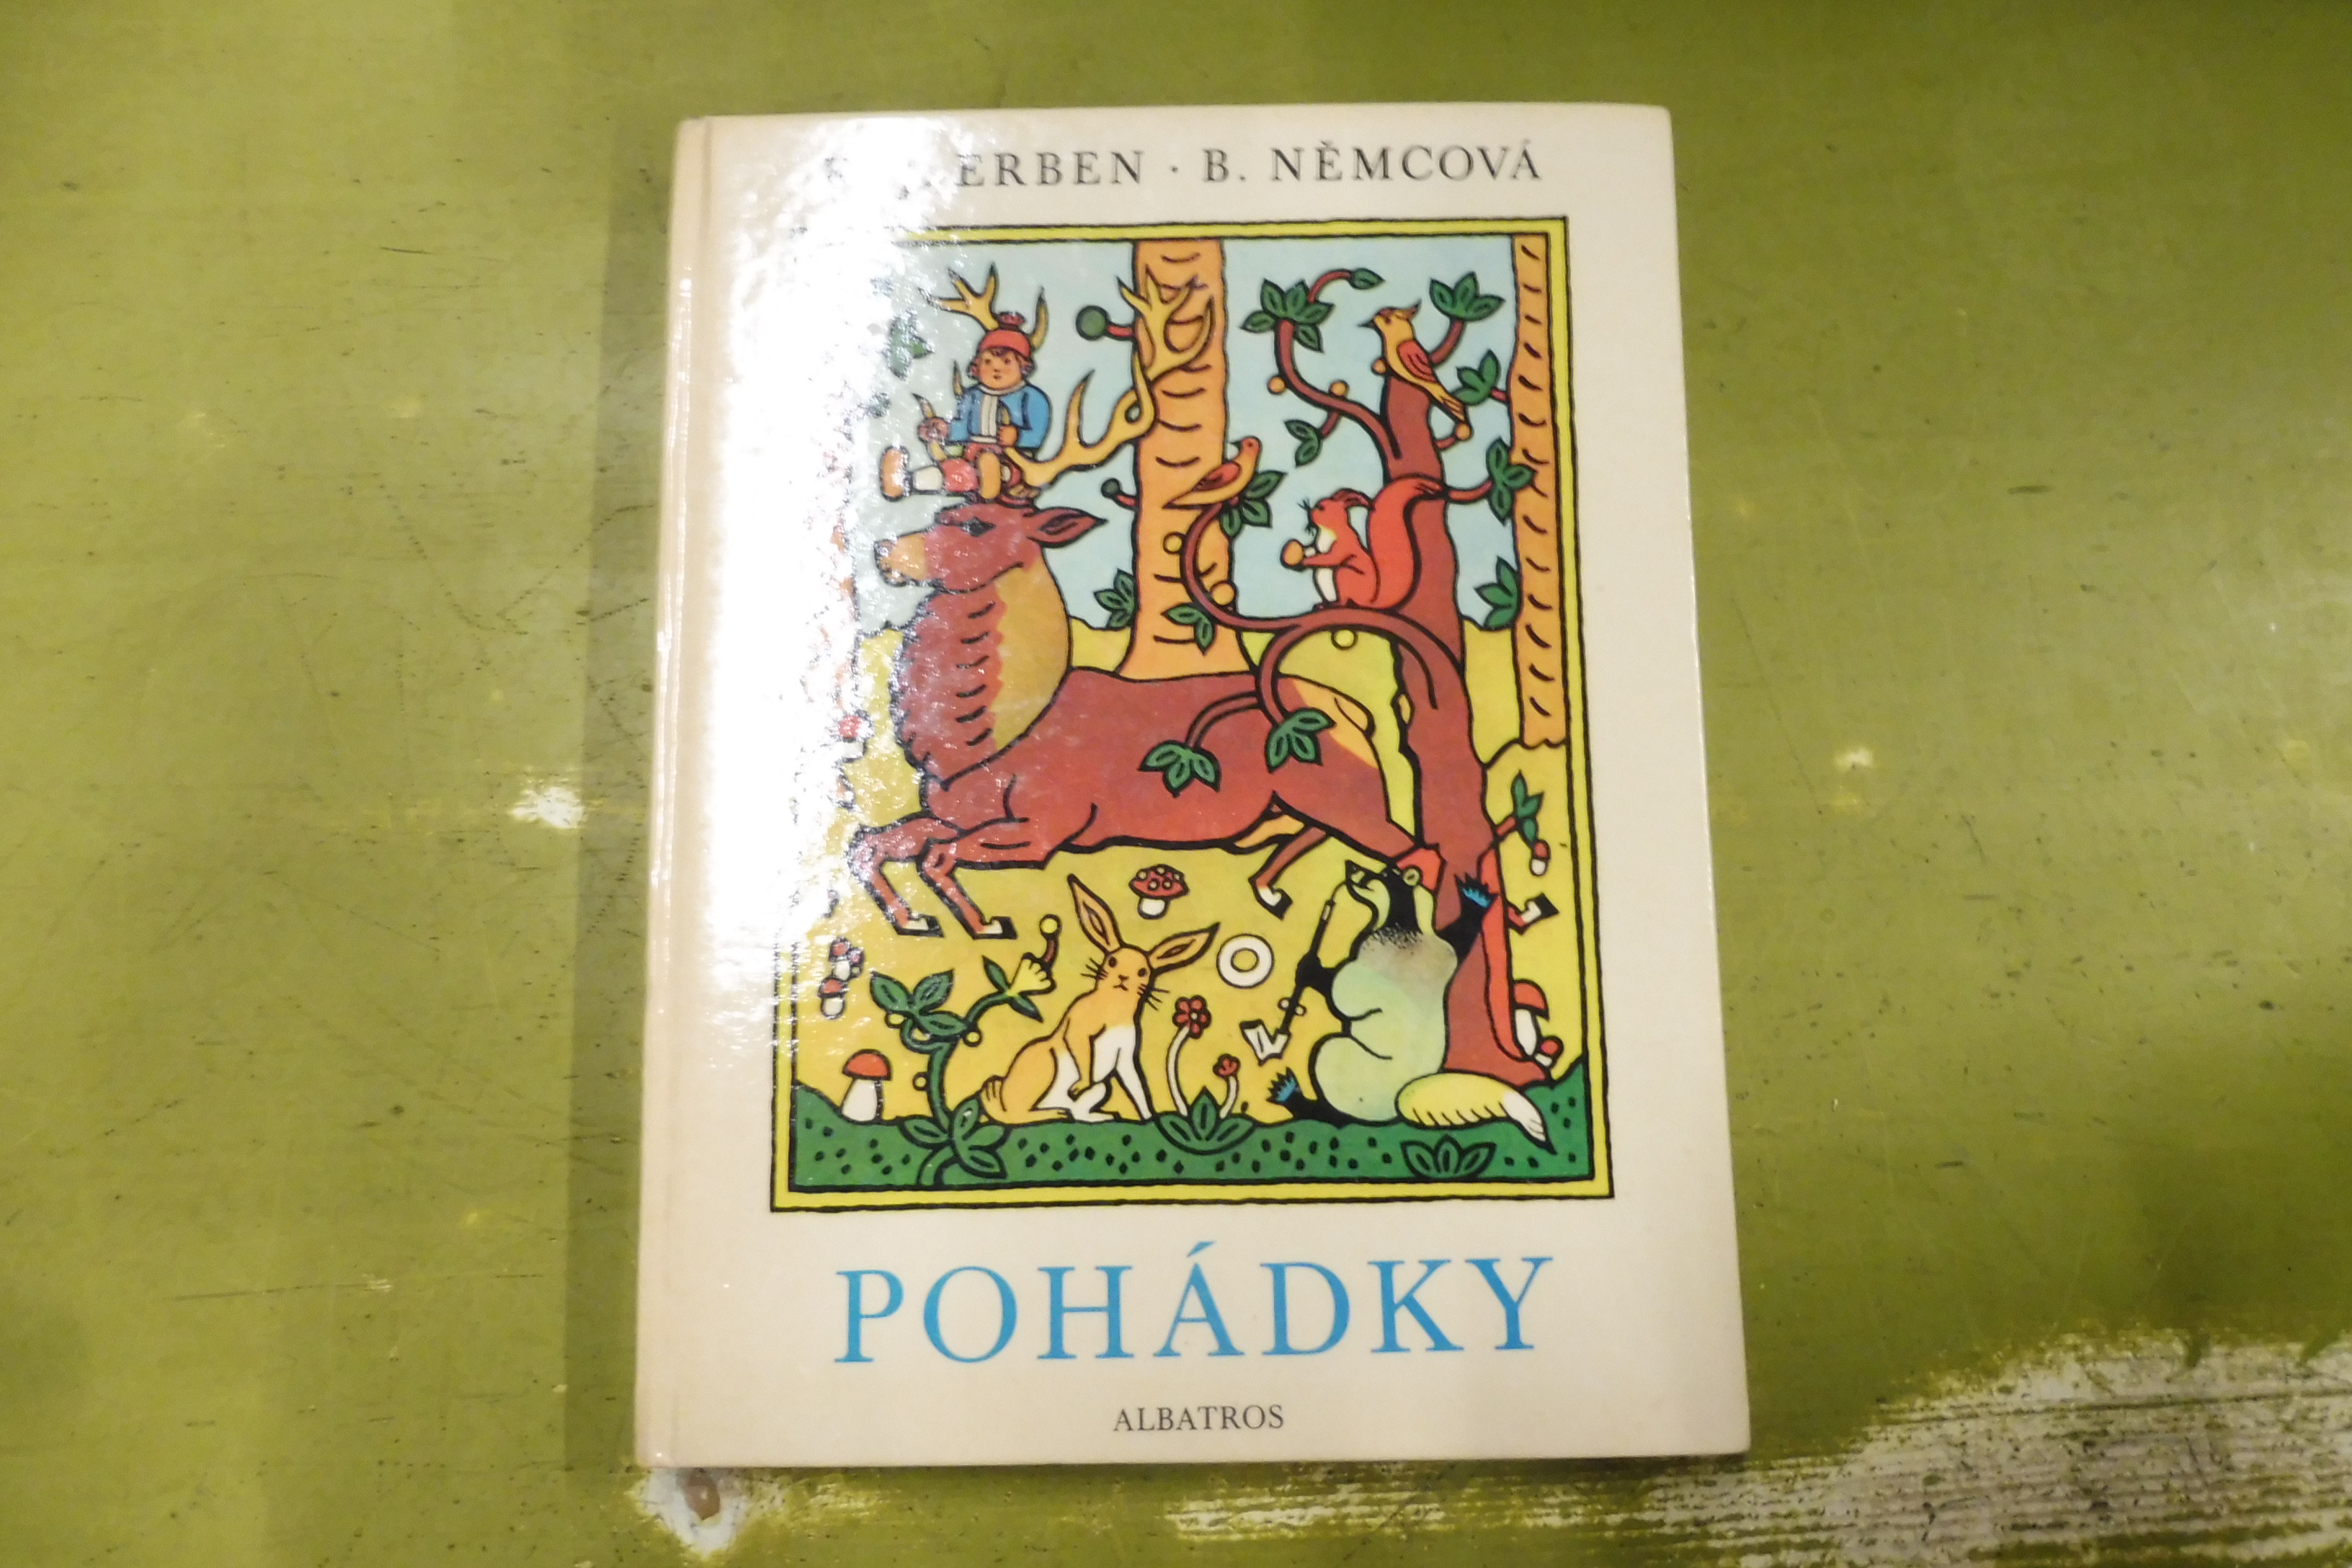 K. J. ERBEN · B. NĚMCOVÁ
POHÁDKY
ALBATROS